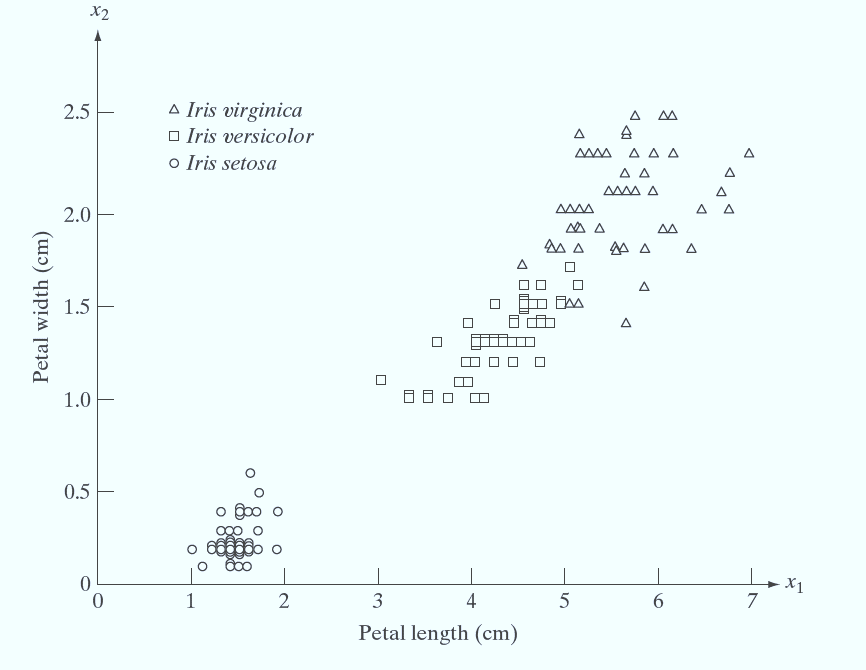 x2
2.5
Iris virginica
Iris versicolor
Iris setosa
2.0
Petal width (cm)
1.5
1.0
0.5
0
x1
0 1 2 3 4 5 6 7
Petal length (cm)